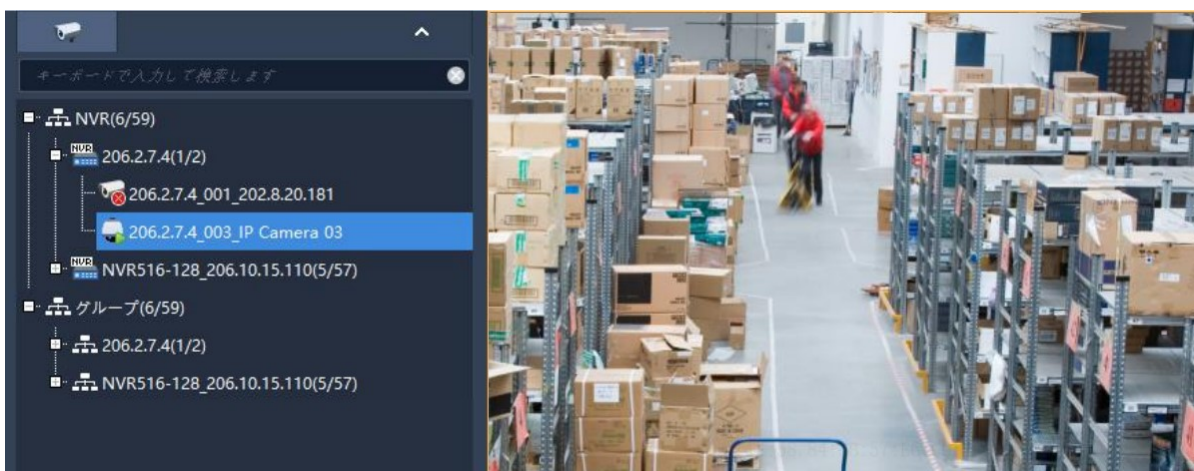 キーボードで入力して検索します
NVR(6/59)
NVR
206.2.7.4(1/2)
206.2.7.4_001_202.8.20.181
206.2.7.4_003_IP Camera 03
NVR
NVR516-128_206.10.15.110(5/57)
グループ(6/59)
206.2.7.4(1/2)
NVR516-128_206.10.15.110(5/57)